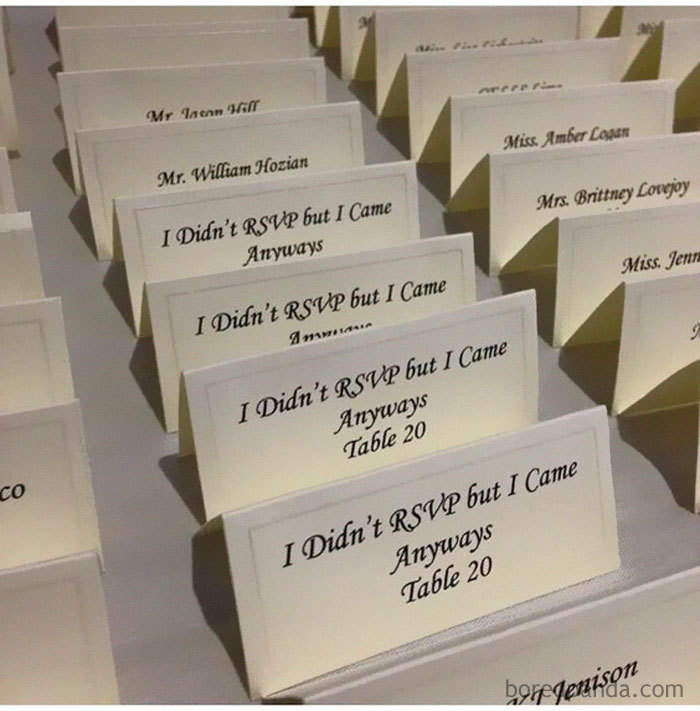 Mr. Jason Hill
Mr. William Hozian
I Didn't RSVP but I Came
Anyways
I Didn't RSVP but I Came
Anyways
I Didn't RSVP but I Came
Anyways
Table 20
I Didn't RSVP but I Came
Anyways
Table 20
Miss. Amber Logan
Mrs. Brittney Lovejoy
Miss. Jenn
co
Jenison
boredpanda.com